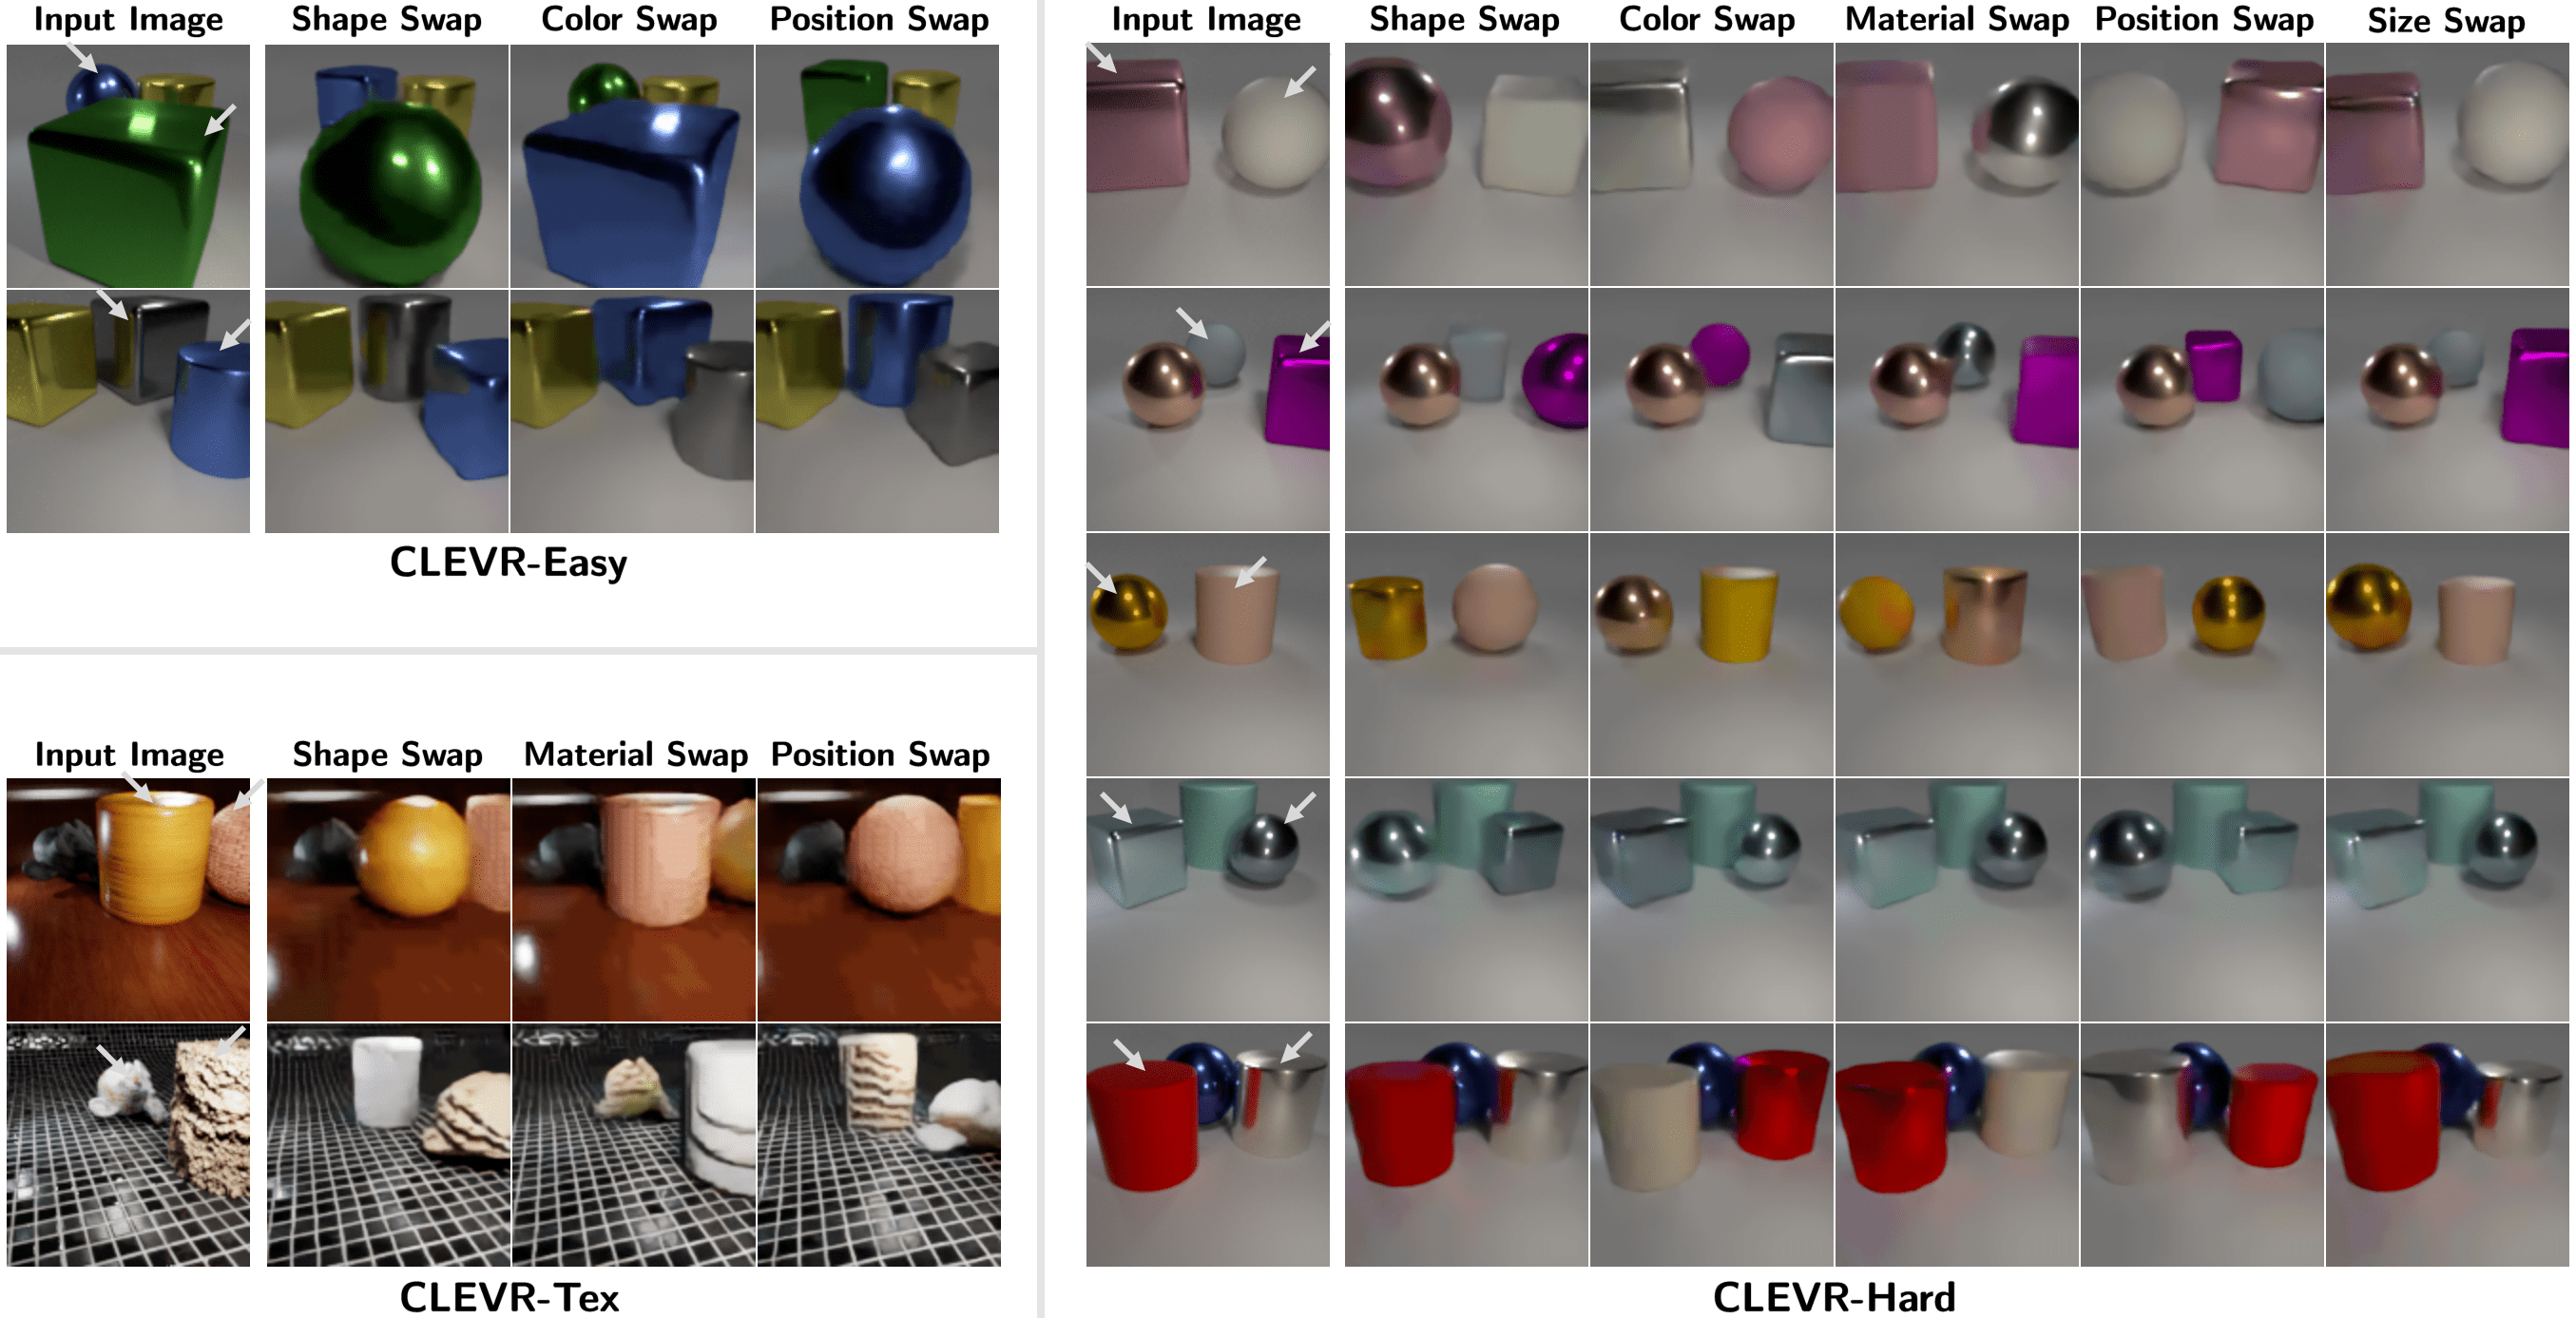 Input Image Shape Swap Color Swap Position Swap
CLEVR-Easy
Input Image Shape Swap Material Swap Position Swap
CLEVR-Tex
Input Image Shape Swap Color Swap Material Swap Position Swap Size Swap
CLEVR-Hard